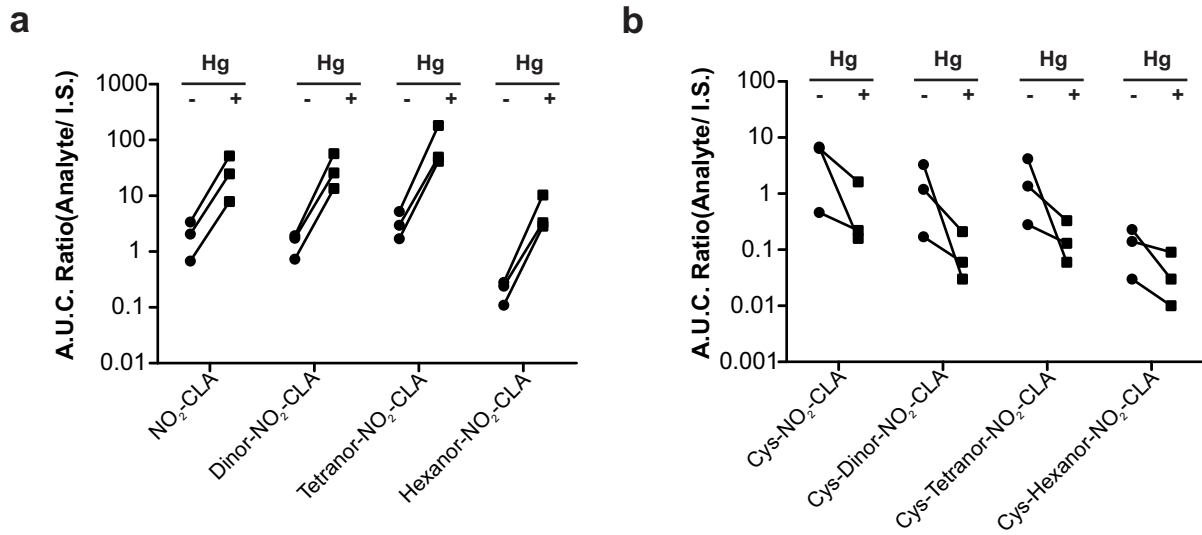 a
Hg Hg Hg Hg
- + - + - + - +
A.U.C. Ratio(Analyte/ I.S.)
1000
100
10
1
0.1
0.01
NO₂-CLA
Dinor-NO₂-CLA
Tetranor-NO₂-CLA
Hexanor-NO₂-CLA
b
Hg Hg Hg Hg
- + - + - + - +
A.U.C. Ratio(Analyte/ I.S.)
100
10
1
0.1
0.01
0.001
Cys-NO₂-CLA
Cys-Dinor-NO₂-CLA
Cys-Tetranor-NO₂-CLA
Cys-Hexanor-NO₂-CLA